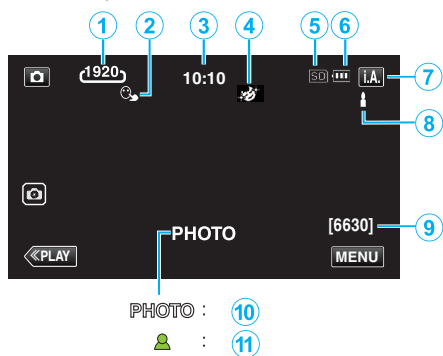 1 2 3 4 5 6
1920 10:10 SD i.A. 7
8
[6630] 9
PHOTO
≪PLAY MENU
PHOTO : 10
: 11